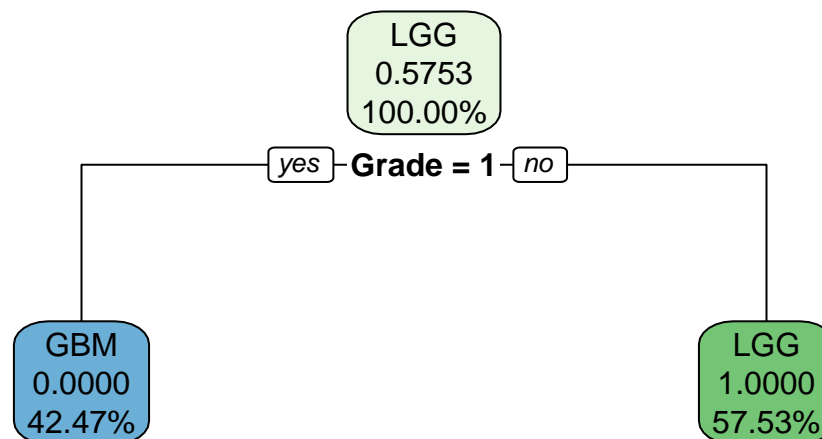 LGG
0.5753
100.00%
yes Grade = 1 no
GBM
0.0000
42.47%
LGG
1.0000
57.53%